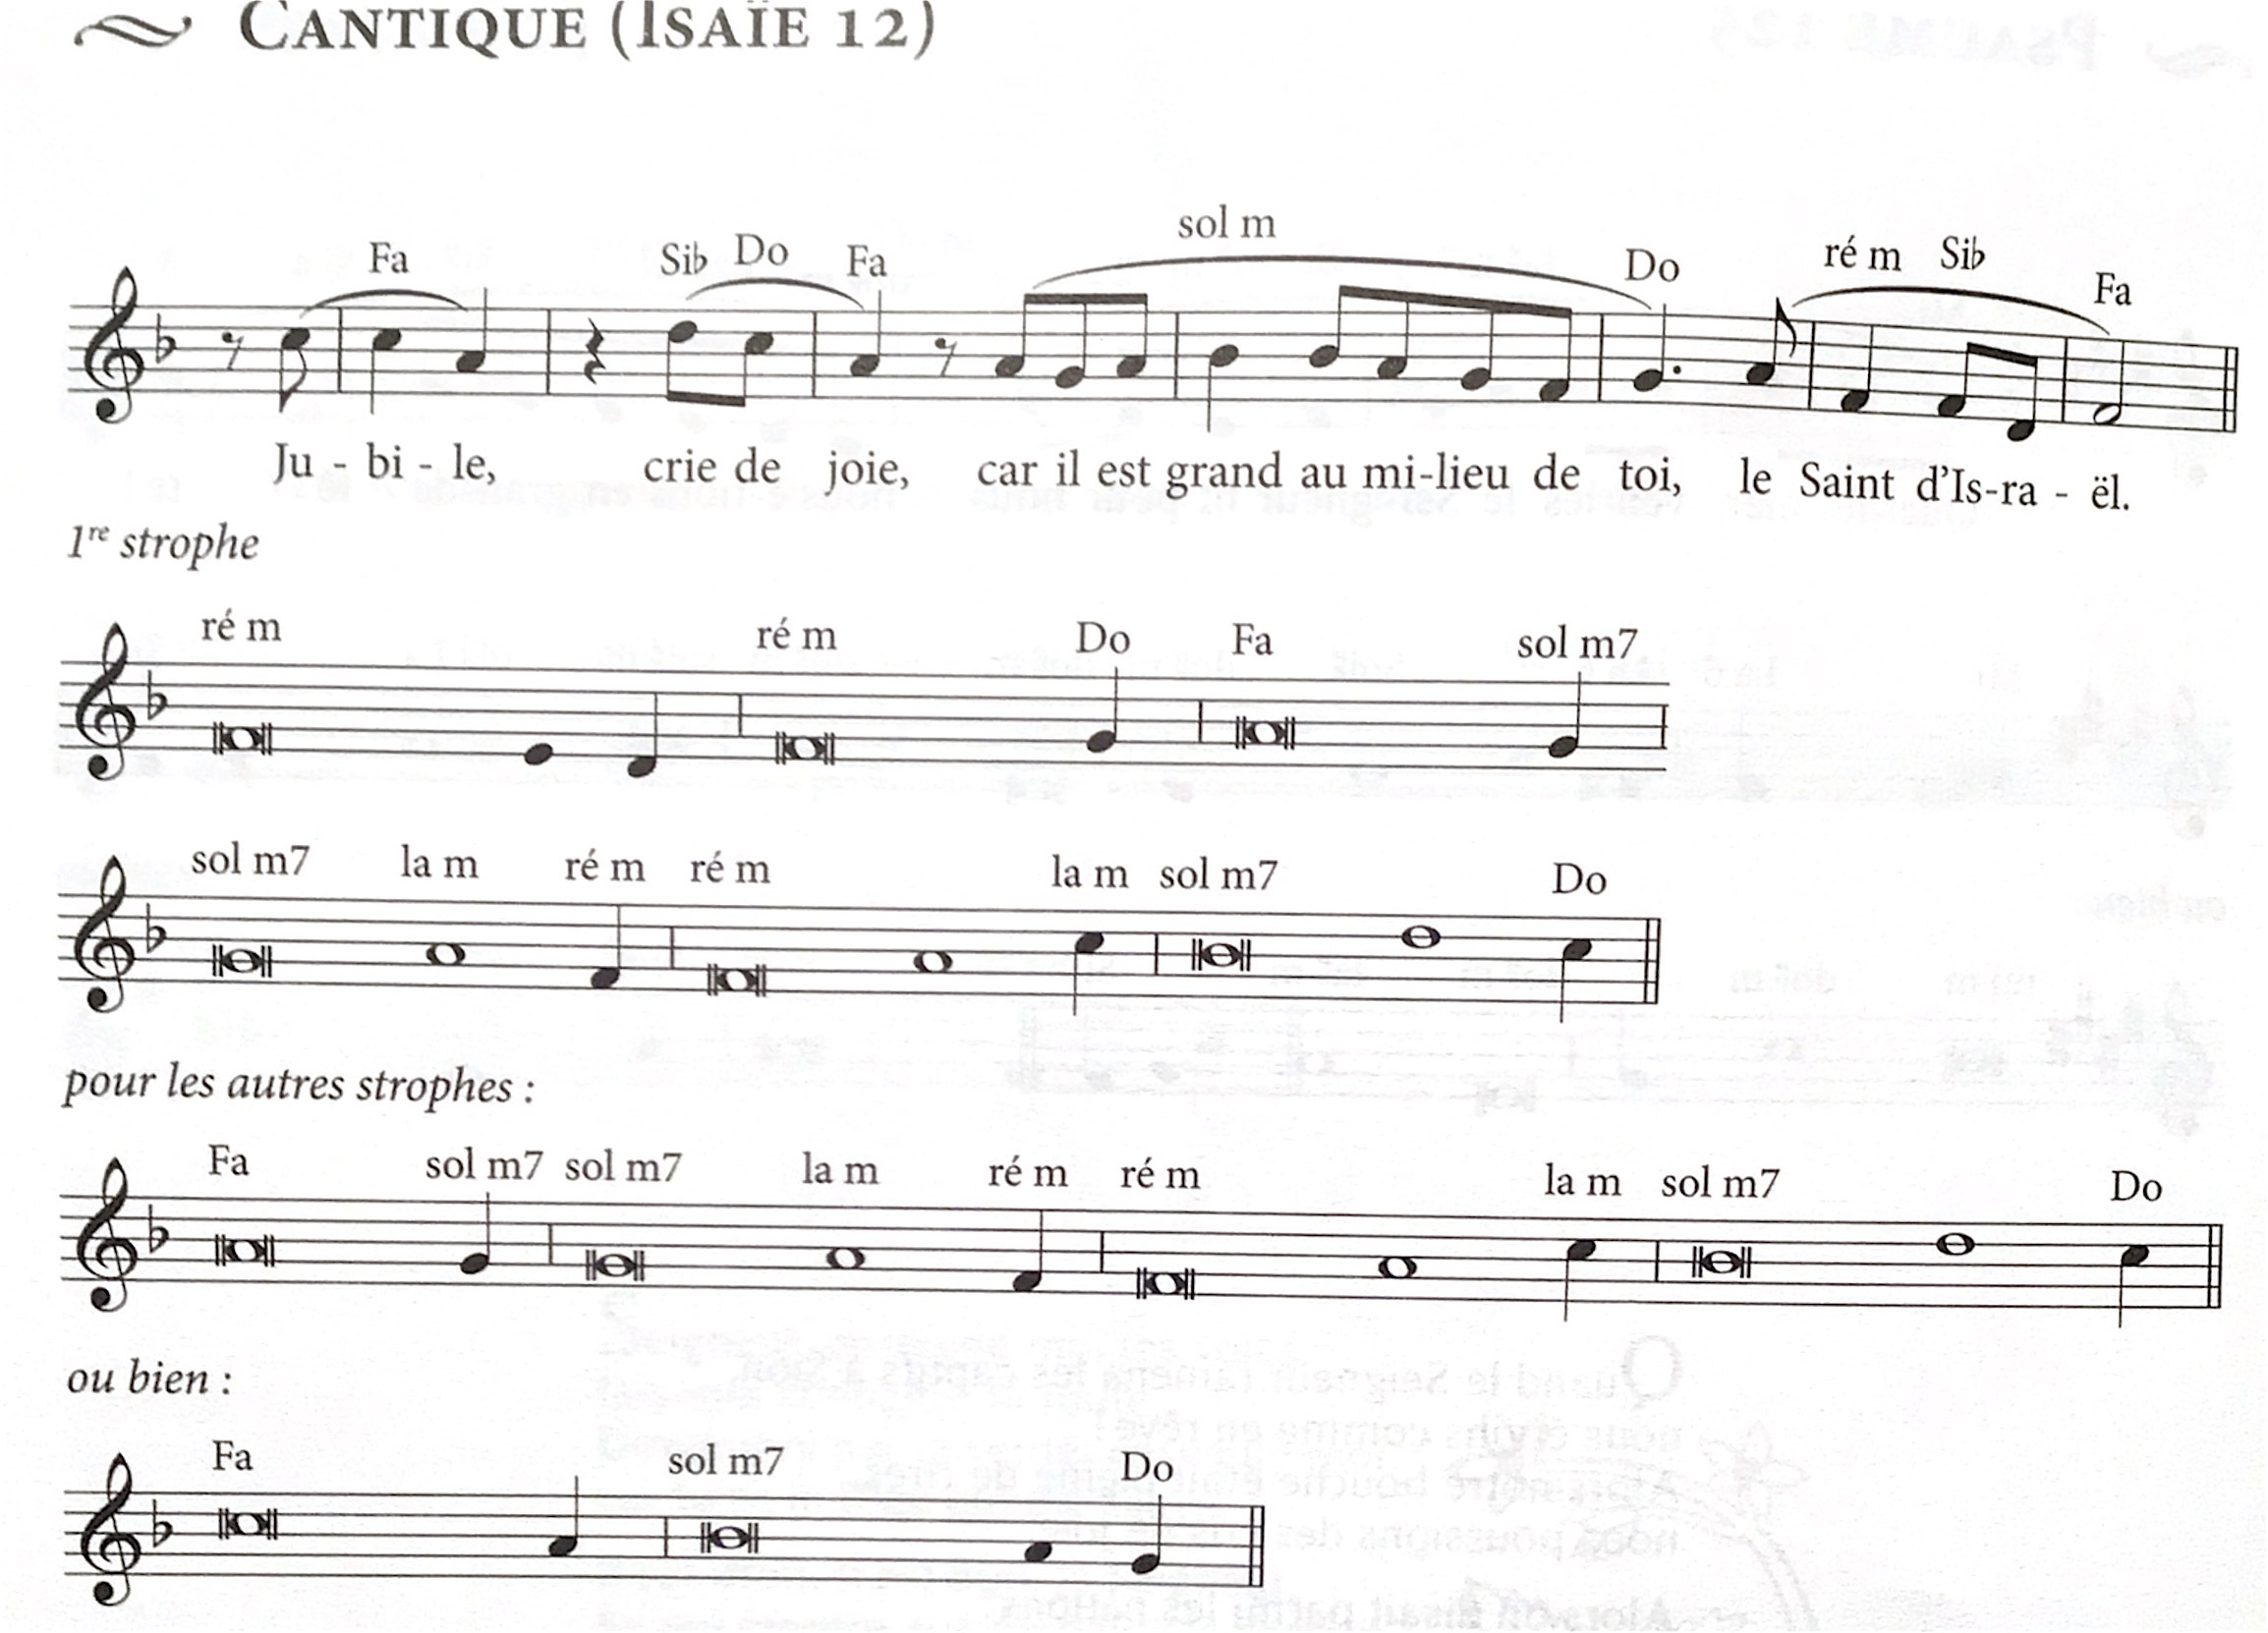 CANTIQUE (ISAÏE 12)
Fa Sib Do Fa sol m Do ré m Sib Fa
Ju - bi - le, crie de joie, car il est grand au mi-lieu de toi, le Saint d'Is-ra - ël.
1re strophe
ré m ré m Do Fa sol m7
sol m7 la m ré m ré m la m sol m7 Do
pour les autres strophes :
Fa sol m7 sol m7 la m ré m ré m la m sol m7 Do
ou bien :
Fa sol m7 Do